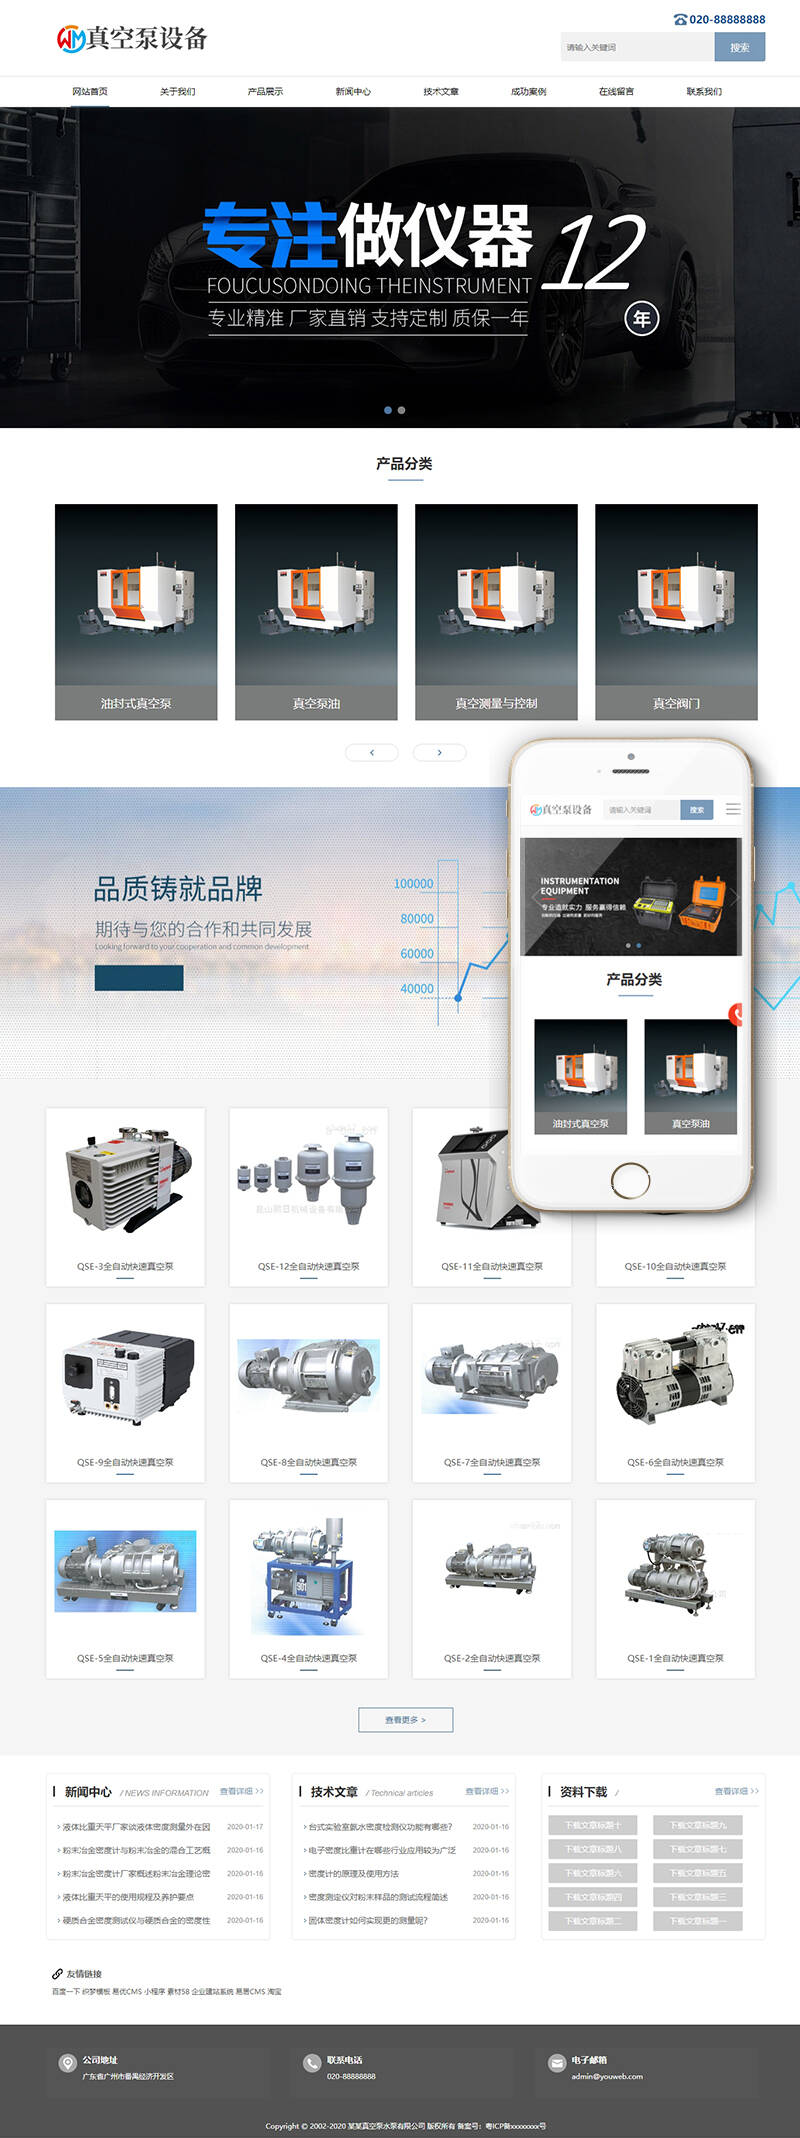 020-88888888
真空泵设备
请输入关键词
搜索
网站首页 关于我们 产品展示 新闻中心 技术文章 成功案例 在线留言 联系我们
专注做仪器12年
FOUCUSONDOING THEINSTRUMENT
专业精准 厂家直销 支持定制 质保一年
产品分类
油封式真空泵 真空泵油 真空测量与控制 真空阀门
< >
品质铸就品牌
期待与您的合作和共同发展
Looking forward to your cooperation and common development
100000
80000
60000
40000
真空泵设备 请输入关键词 搜索
INSTRUMENTATION
EQUIPMENT
专业造就实力 服务赢得信赖
产品分类
油封式真空泵 真空泵油
昆山明日机械设备有限
QSE-3全自动快速真空泵 QSE-12全自动快速真空泵 QSE-11全自动快速真空泵 QSE-10全自动快速真空泵
QSE-9全自动快速真空泵 QSE-8全自动快速真空泵 QSE-7全自动快速真空泵 QSE-6全自动快速真空泵
901
QSE-5全自动快速真空泵 QSE-4全自动快速真空泵 QSE-2全自动快速真空泵 QSE-1全自动快速真空泵
查看更多 >
新闻中心 / NEWS INFORMATION 查看详细 >>
> 液体比重天平厂家谈液体密度测量外在因 2020-01-17
> 粉末冶金密度计与粉末冶金的混合工艺概 2020-01-16
> 粉末冶金密度计厂家概述粉末冶金理论密 2020-01-16
> 液体比重天平的使用规程及养护要点 2020-01-16
> 硬质合金密度测试仪与硬质合金的密度性 2020-01-16
技术文章 / Technical articles 查看详细 >>
> 台式实验室氨水密度检测仪功能有哪些? 2020-01-16
> 电子密度比重计在哪些行业应用较为广泛 2020-01-16
> 密度计的原理及使用方法 2020-01-16
> 密度测定仪对粉末样品的测试流程简述 2020-01-16
> 固体密度计如何实现更的测量呢? 2020-01-16
资料下载 / 查看详细 >>
下载文章标题十 下载文章标题九
下载文章标题八 下载文章标题七
下载文章标题六 下载文章标题五
下载文章标题四 下载文章标题三
下载文章标题二 下载文章标题一
友情链接
百度一下 织梦模板 易优CMS 小程序 素材58 企业建站系统 易居CMS 淘宝
公司地址
广东省广州市番禺经济开发区
联系电话
020-88888888
电子邮箱
admin@youweb.com
Copyright © 2002-2020 某某真空泵水泵有限公司 版权所有 备案号：粤ICP备xxxxxxxx号